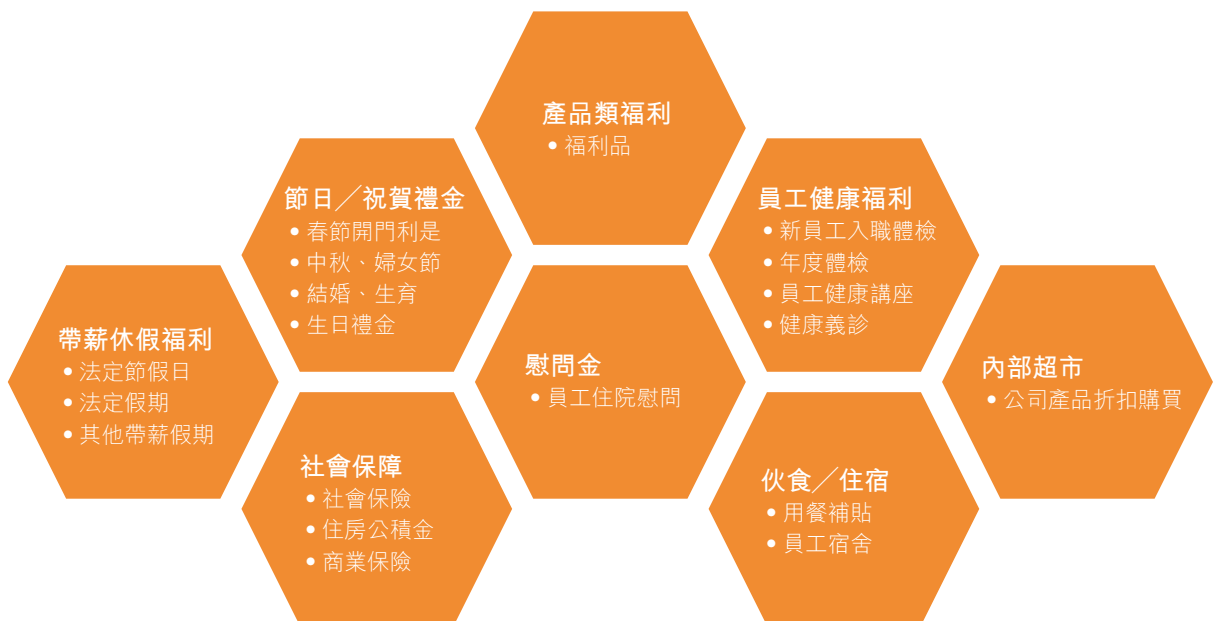 產品類福利
• 福利品
節日／祝賀禮金
• 春節開門利是
• 中秋、婦女節
• 結婚、生育
• 生日禮金
員工健康福利
• 新員工入職體檢
• 年度體檢
• 員工健康講座
• 健康義診
帶薪休假福利
• 法定節假日
• 法定假期
• 其他帶薪假期
慰問金
• 員工住院慰問
內部超市
• 公司產品折扣購買
社會保障
• 社會保險
• 住房公積金
• 商業保險
伙食／住宿
• 用餐補貼
• 員工宿舍